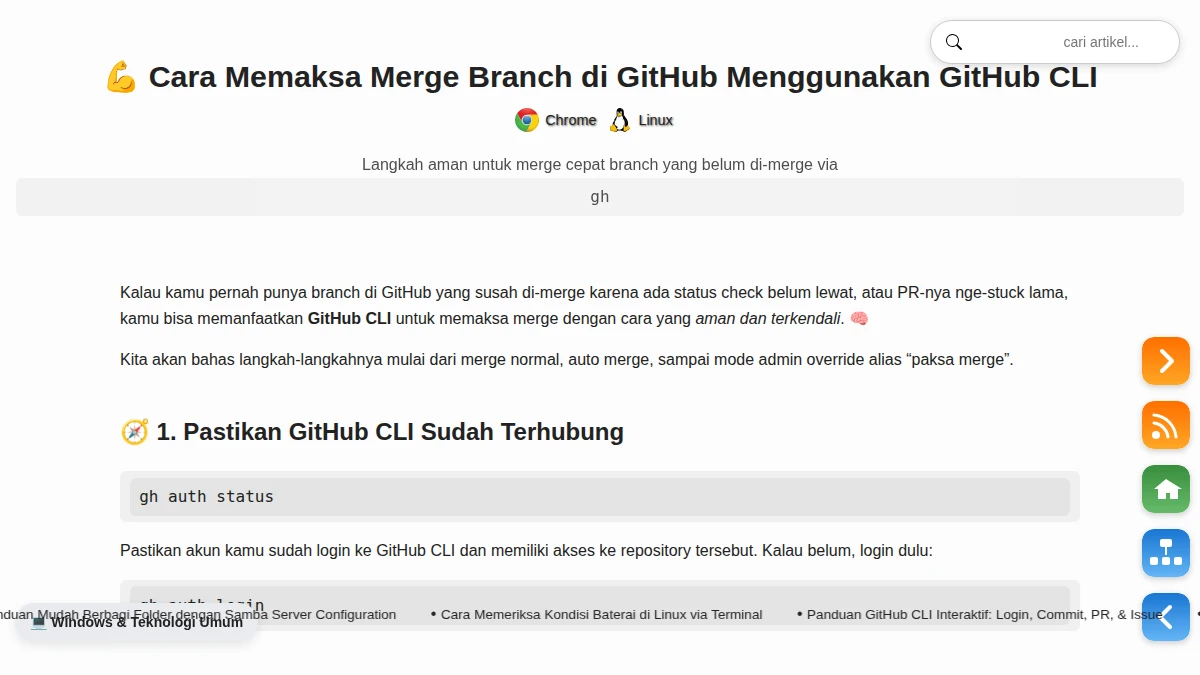 cari artikel...
💪 Cara Memaksa Merge Branch di GitHub Menggunakan GitHub CLI
Chrome Linux
Langkah aman untuk merge cepat branch yang belum di-merge via
gh
Kalau kamu pernah punya branch di GitHub yang susah di-merge karena ada status check belum lewat, atau PR-nya nge-stuck lama,
kamu bisa memanfaatkan GitHub CLI untuk memaksa merge dengan cara yang aman dan terkendali. 🧠
Kita akan bahas langkah-langkahnya mulai dari merge normal, auto merge, sampai mode admin override alias “paksa merge”.
🧭 1. Pastikan GitHub CLI Sudah Terhubung
gh auth status
Pastikan akun kamu sudah login ke GitHub CLI dan memiliki akses ke repository tersebut. Kalau belum, login dulu:
gh auth login
nduan Mudah Berbagi Folder dengan Samba Server Configuration • Cara Memeriksa Kondisi Baterai di Linux via Terminal • Panduan GitHub CLI Interaktif: Login, Commit, PR, & Issue •
💻 Windows & Teknologi Umum